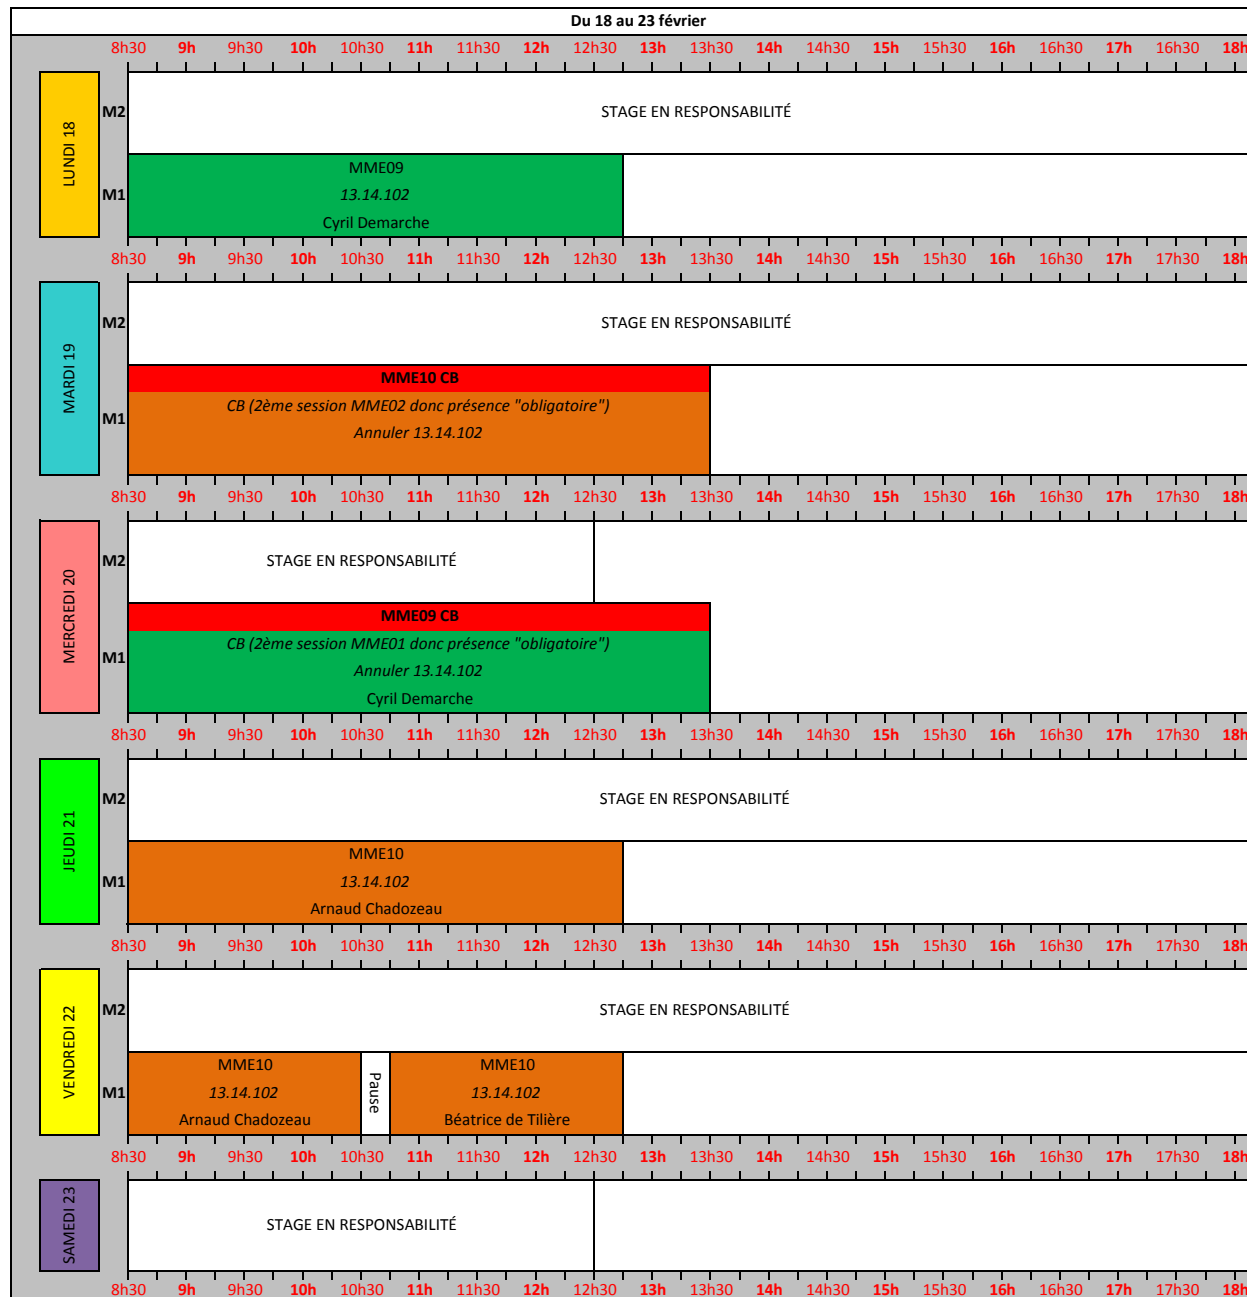 Du 18 au 23 février
8h30 9h 9h30 10h 10h30 11h 11h30 12h 12h30 13h 13h30 14h 14h30 15h 15h30 16h 16h30 17h 16h30 18h
LUNDI 18
M2
STAGE EN RESPONSABILITÉ
M1
MME09
13.14.102
Cyril Demarche
8h30 9h 9h30 10h 10h30 11h 11h30 12h 12h30 13h 13h30 14h 14h30 15h 15h30 16h 16h30 17h 17h30 18h
MARDI 19
M2
STAGE EN RESPONSABILITÉ
M1
MME10 CB
CB (2ème session MME02 donc présence "obligatoire")
Annuler 13.14.102
8h30 9h 9h30 10h 10h30 11h 11h30 12h 12h30 13h 13h30 14h 14h30 15h 15h30 16h 16h30 17h 17h30 18h
MERCREDI 20
M2
STAGE EN RESPONSABILITÉ
M1
MME09 CB
CB (2ème session MME01 donc présence "obligatoire")
Annuler 13.14.102
Cyril Demarche
8h30 9h 9h30 10h 10h30 11h 11h30 12h 12h30 13h 13h30 14h 14h30 15h 15h30 16h 16h30 17h 17h30 18h
JEUDI 21
M2
STAGE EN RESPONSABILITÉ
M1
MME10
13.14.102
Arnaud Chadozeau
8h30 9h 9h30 10h 10h30 11h 11h30 12h 12h30 13h 13h30 14h 14h30 15h 15h30 16h 16h30 17h 17h30 18h
VENDREDI 22
M2
STAGE EN RESPONSABILITÉ
M1
MME10
13.14.102
Arnaud Chadozeau
Pause
MME10
13.14.102
Béatrice de Tilière
8h30 9h 9h30 10h 10h30 11h 11h30 12h 12h30 13h 13h30 14h 14h30 15h 15h30 16h 16h30 17h 17h30 18h
SAMEDI 23
STAGE EN RESPONSABILITÉ
8h30 9h 9h30 10h 10h30 11h 11h30 12h 12h30 13h 13h30 14h 14h30 15h 15h30 16h 16h30 17h 17h30 18h